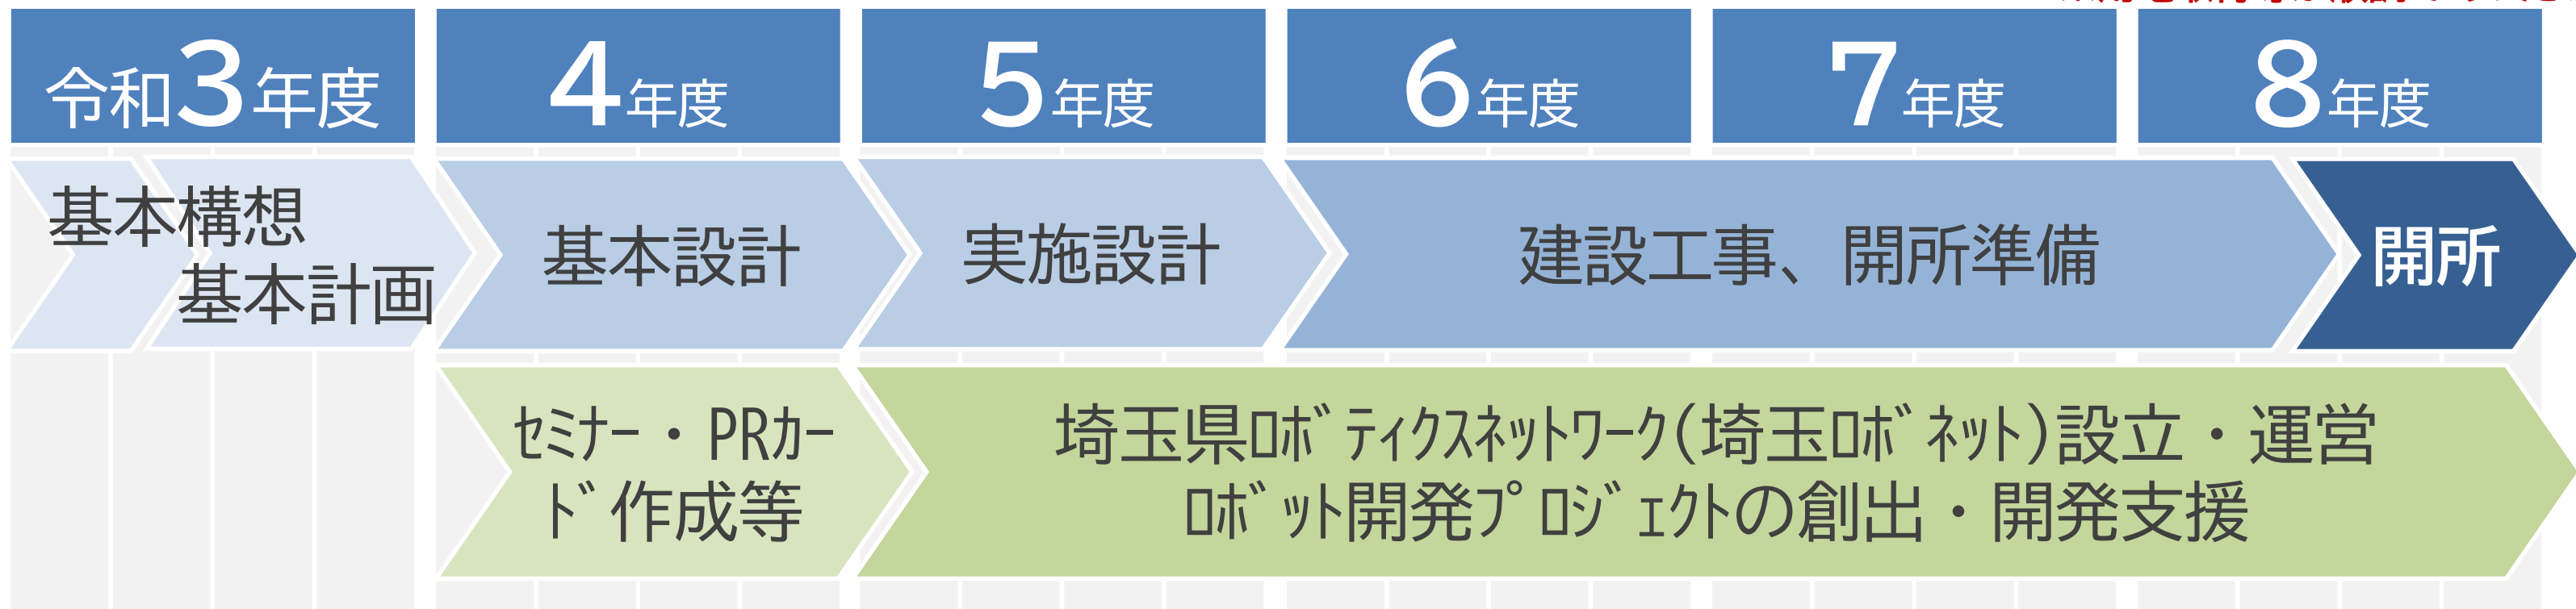 令和3年度 4年度 5年度 6年度 7年度 8年度
基本構想
基本計画
基本設計
実施設計
建設工事、開所準備
開所
ｾﾐﾅｰ・PRｶｰ
ﾄﾞ作成等
埼玉県ﾛﾎﾞﾃｨｸｽﾈｯﾄﾜｰｸ(埼玉ﾛﾎﾞﾈｯﾄ)設立・運営
ﾛﾎﾞｯﾄ開発ﾌﾟﾛｼﾞｪｸﾄの創出・開発支援